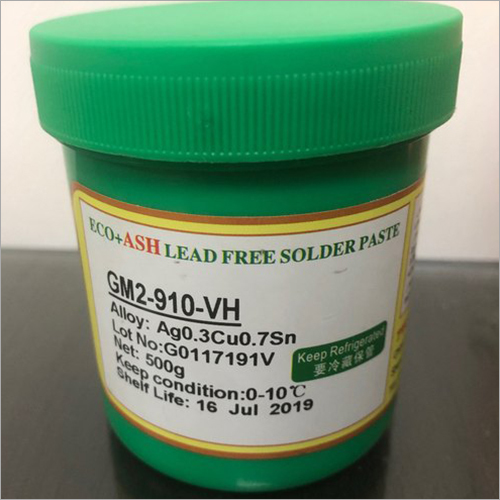 ECO+ASH LEAD FREE SOLDER PASTE
GM2-910-VH
Alloy: Ag0.3Cu0.7Sn
Lot No:G0117191V
Net: 500g
Keep condition:0-10℃
Shelf Life: 16 Jul 2019
Keep Refrigerated
要冷藏保管